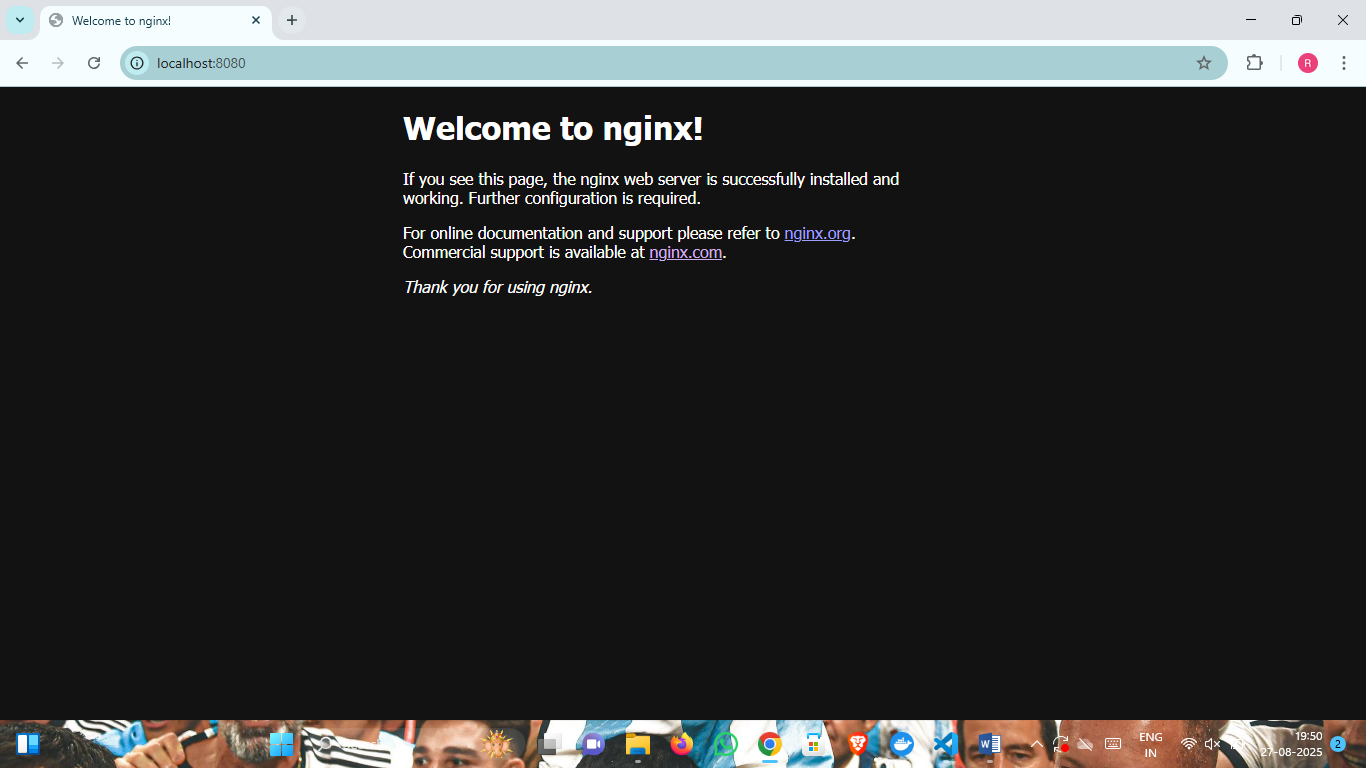 Welcome to nginx!
localhost:8080
R
Welcome to nginx!
If you see this page, the nginx web server is successfully installed and
working. Further configuration is required.
For online documentation and support please refer to nginx.org.
Commercial support is available at nginx.com.
Thank you for using nginx.
ENG
IN
19:50
27-08-2025
2